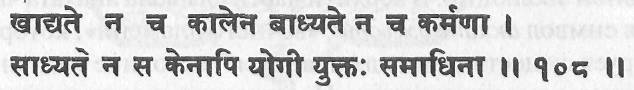 खाद्यते न च कालेन बाध्यते न च कर्मणा ।
साध्यते न स केनापि योगी युक्तः समाधिना ।। १०८ ।।